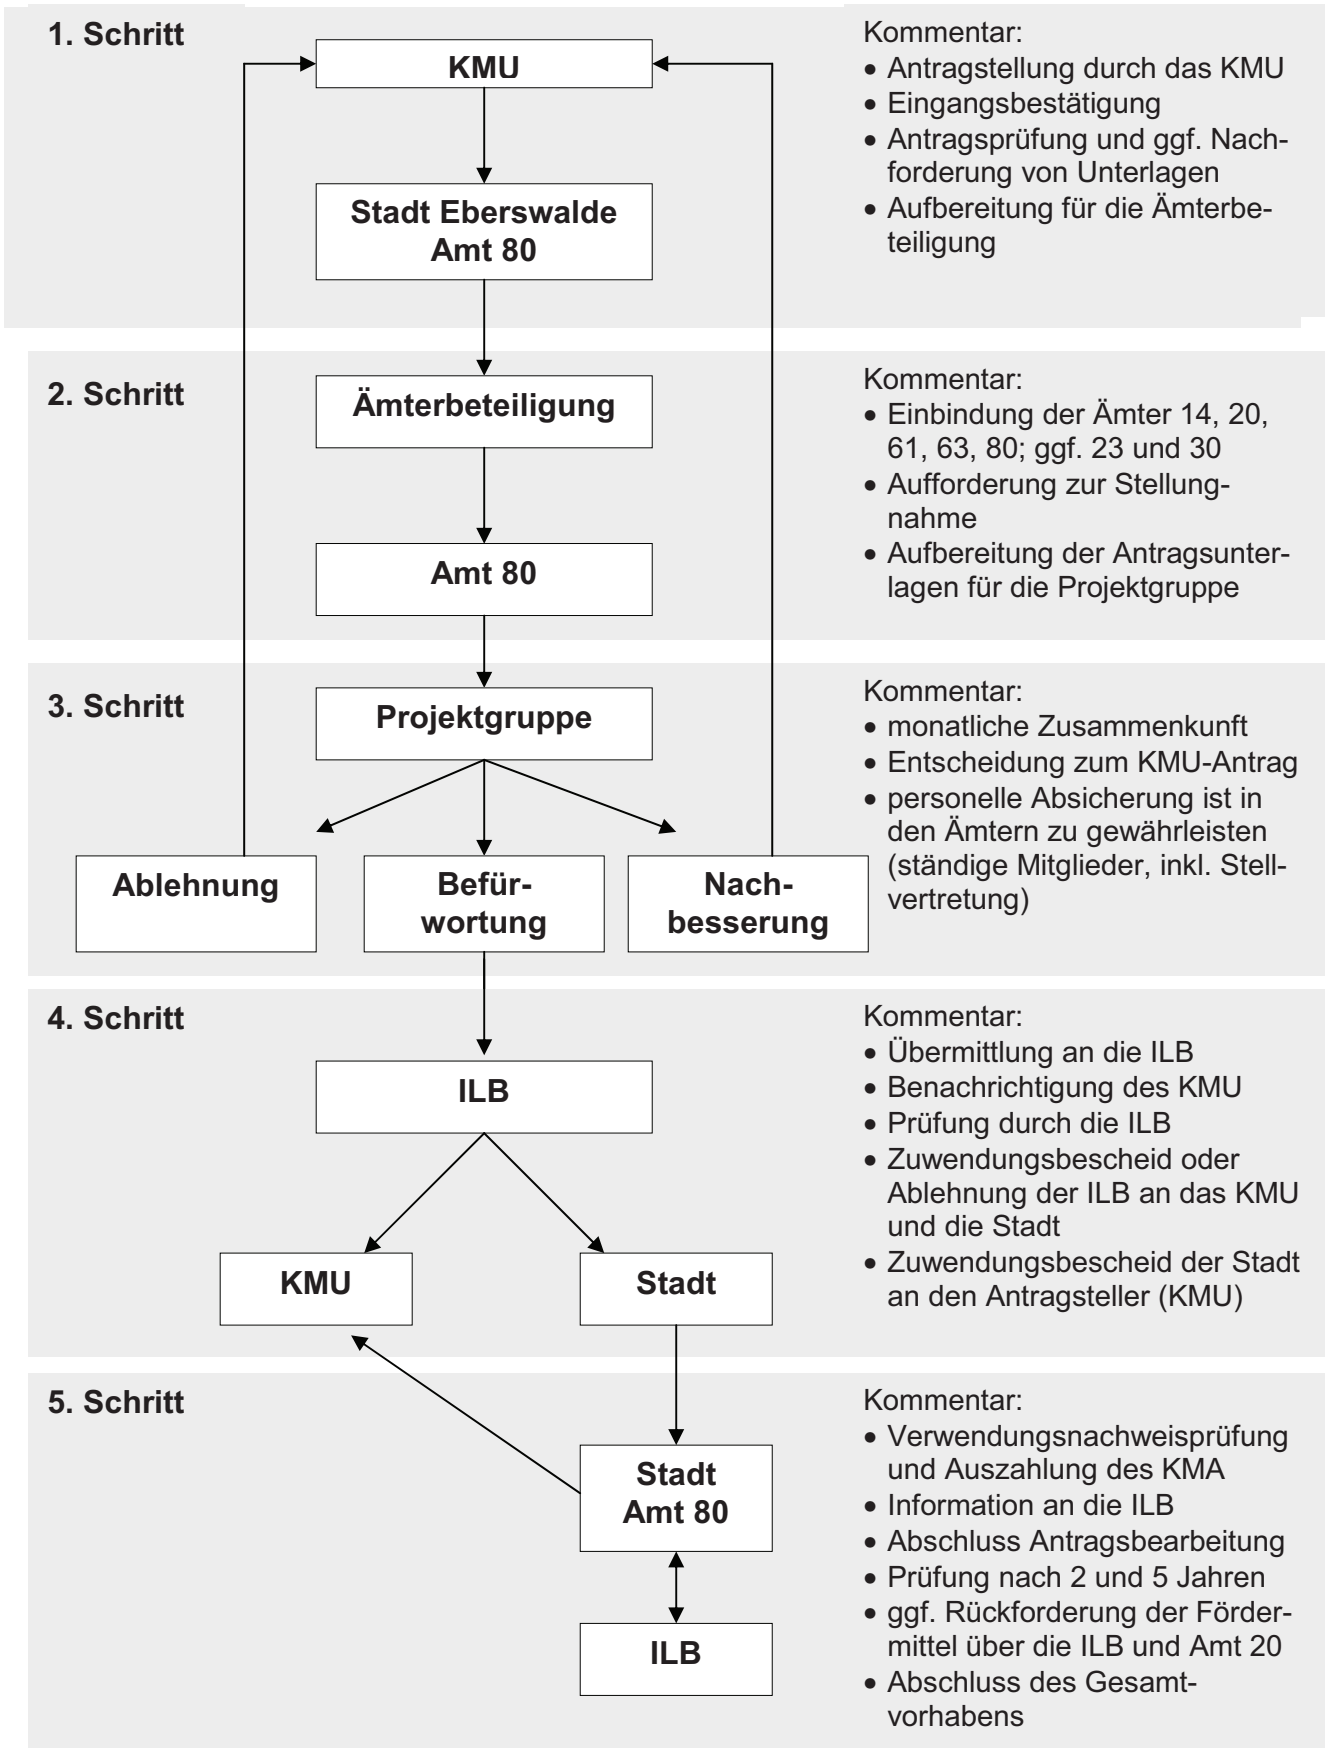 1. Schritt
KMU
Stadt Eberswalde
Amt 80
Kommentar:
• Antragstellung durch das KMU
• Eingangsbestätigung
• Antragsprüfung und ggf. Nach-
forderung von Unterlagen
• Aufbereitung für die Ämterbe-
teiligung
2. Schritt
Ämterbeteiligung
Amt 80
Kommentar:
• Einbindung der Ämter 14, 20,
61, 63, 80; ggf. 23 und 30
• Aufforderung zur Stellung-
nahme
• Aufbereitung der Antragsunter-
lagen für die Projektgruppe
3. Schritt
Projektgruppe
Ablehnung
Befür-
wortung
Nach-
besserung
Kommentar:
• monatliche Zusammenkunft
• Entscheidung zum KMU-Antrag
• personelle Absicherung ist in
den Ämtern zu gewährleisten
(ständige Mitglieder, inkl. Stell-
vertretung)
4. Schritt
ILB
KMU
Stadt
Kommentar:
• Übermittlung an die ILB
• Benachrichtigung des KMU
• Prüfung durch die ILB
• Zuwendungsbescheid oder
Ablehnung der ILB an das KMU
und die Stadt
• Zuwendungsbescheid der Stadt
an den Antragsteller (KMU)
5. Schritt
Stadt
Amt 80
ILB
Kommentar:
• Verwendungsnachweisprüfung
und Auszahlung des KMA
• Information an die ILB
• Abschluss Antragsbearbeitung
• Prüfung nach 2 und 5 Jahren
• ggf. Rückforderung der Förder-
mittel über die ILB und Amt 20
• Abschluss des Gesamt-
vorhabens